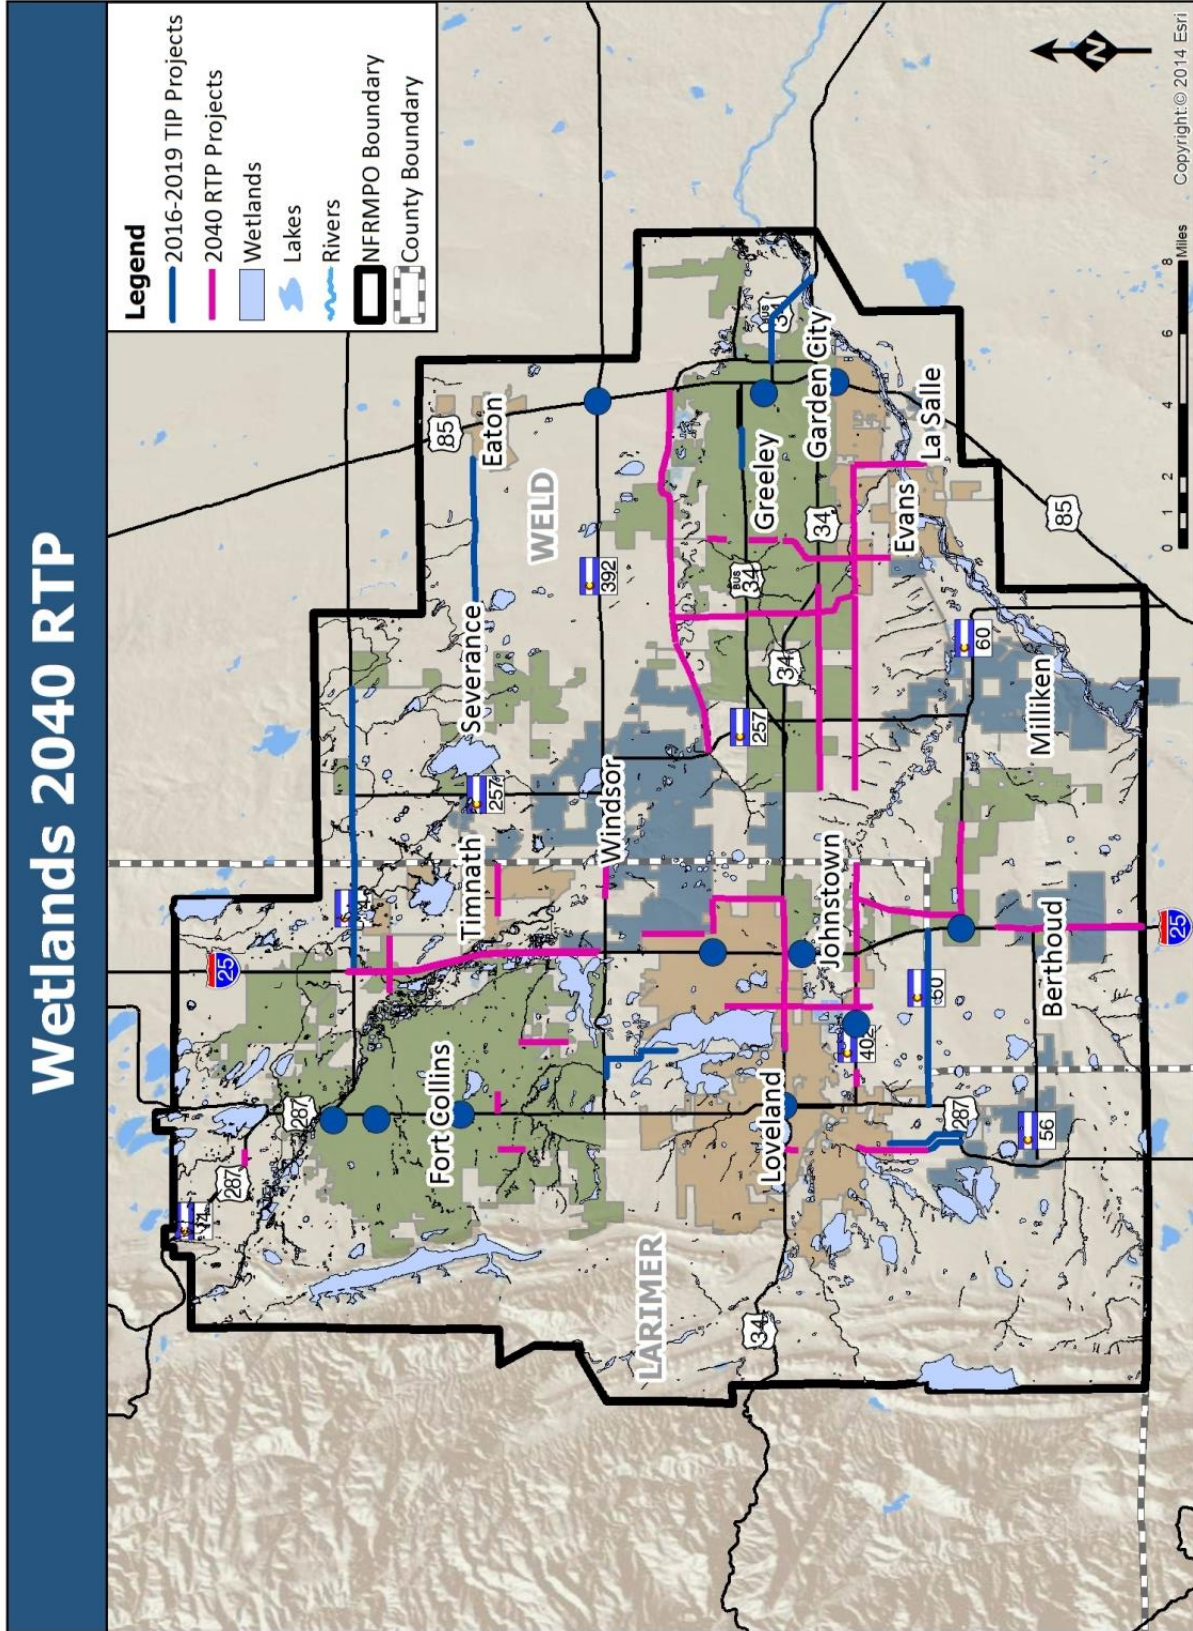 Wetlands 2040 RTP
Legend
2016-2019 TIP Projects
2040 RTP Projects
Wetlands
Lakes
Rivers
NFRMPO Boundary
County Boundary
287
287
25
85
Eaton
Severance
257
Timnath
Fort Collins
WELD
392
Windsor
LARIMER
Greeley
BUS
34
BUS
34
257
34
34
34
Garden City
Loveland
Johnstown
402
Evans
La Salle
60
60
287
56
Berthoud
Milliken
85
25
N
0 1 2 4 6 8
Miles
Copyright:© 2014 Esri